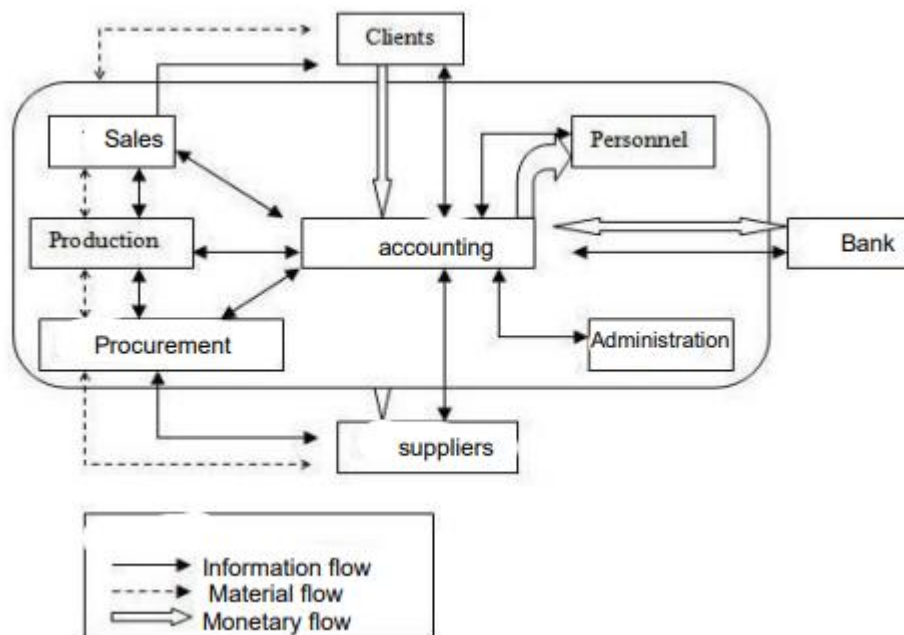 Clients
Sales
Personnel
Production
accounting
Bank
Procurement
Administration
suppliers
Information flow
Material flow
Monetary flow